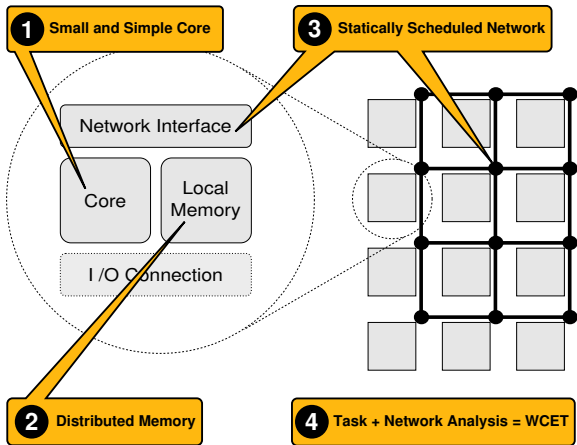 1 Small and Simple Core
3 Statically Scheduled Network
Network Interface
Core
Local
Memory
I/O Connection
2 Distributed Memory
4 Task + Network Analysis = WCET